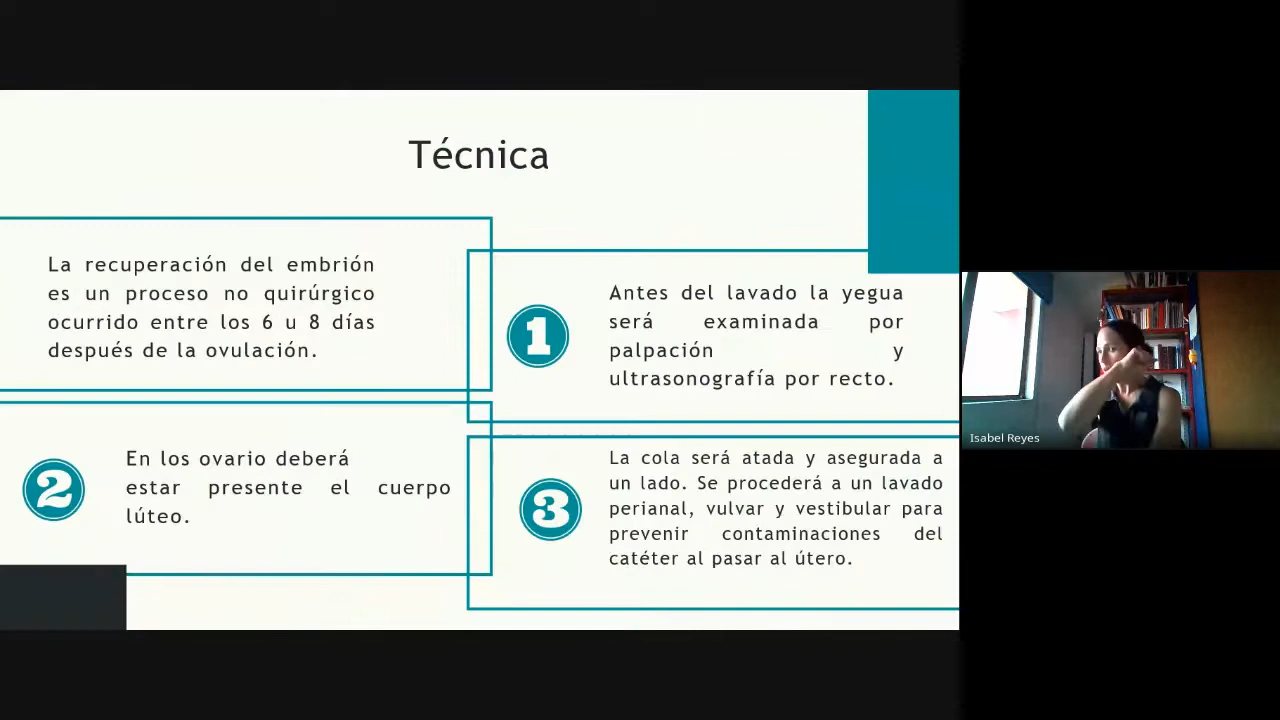 Técnica
La recuperación del embrión
es un proceso no quirúrgico
ocurrido entre los 6 u 8 días
después de la ovulación.
1
Antes del lavado la yegua
será examinada por
palpación y
ultrasonografía por recto.
2
En los ovario deberá
estar presente el cuerpo
lúteo.
3
La cola será atada y asegurada a
un lado. Se procederá a un lavado
perianal, vulvar y vestibular para
prevenir contaminaciones del
catéter al pasar al útero.
Isabel Reyes